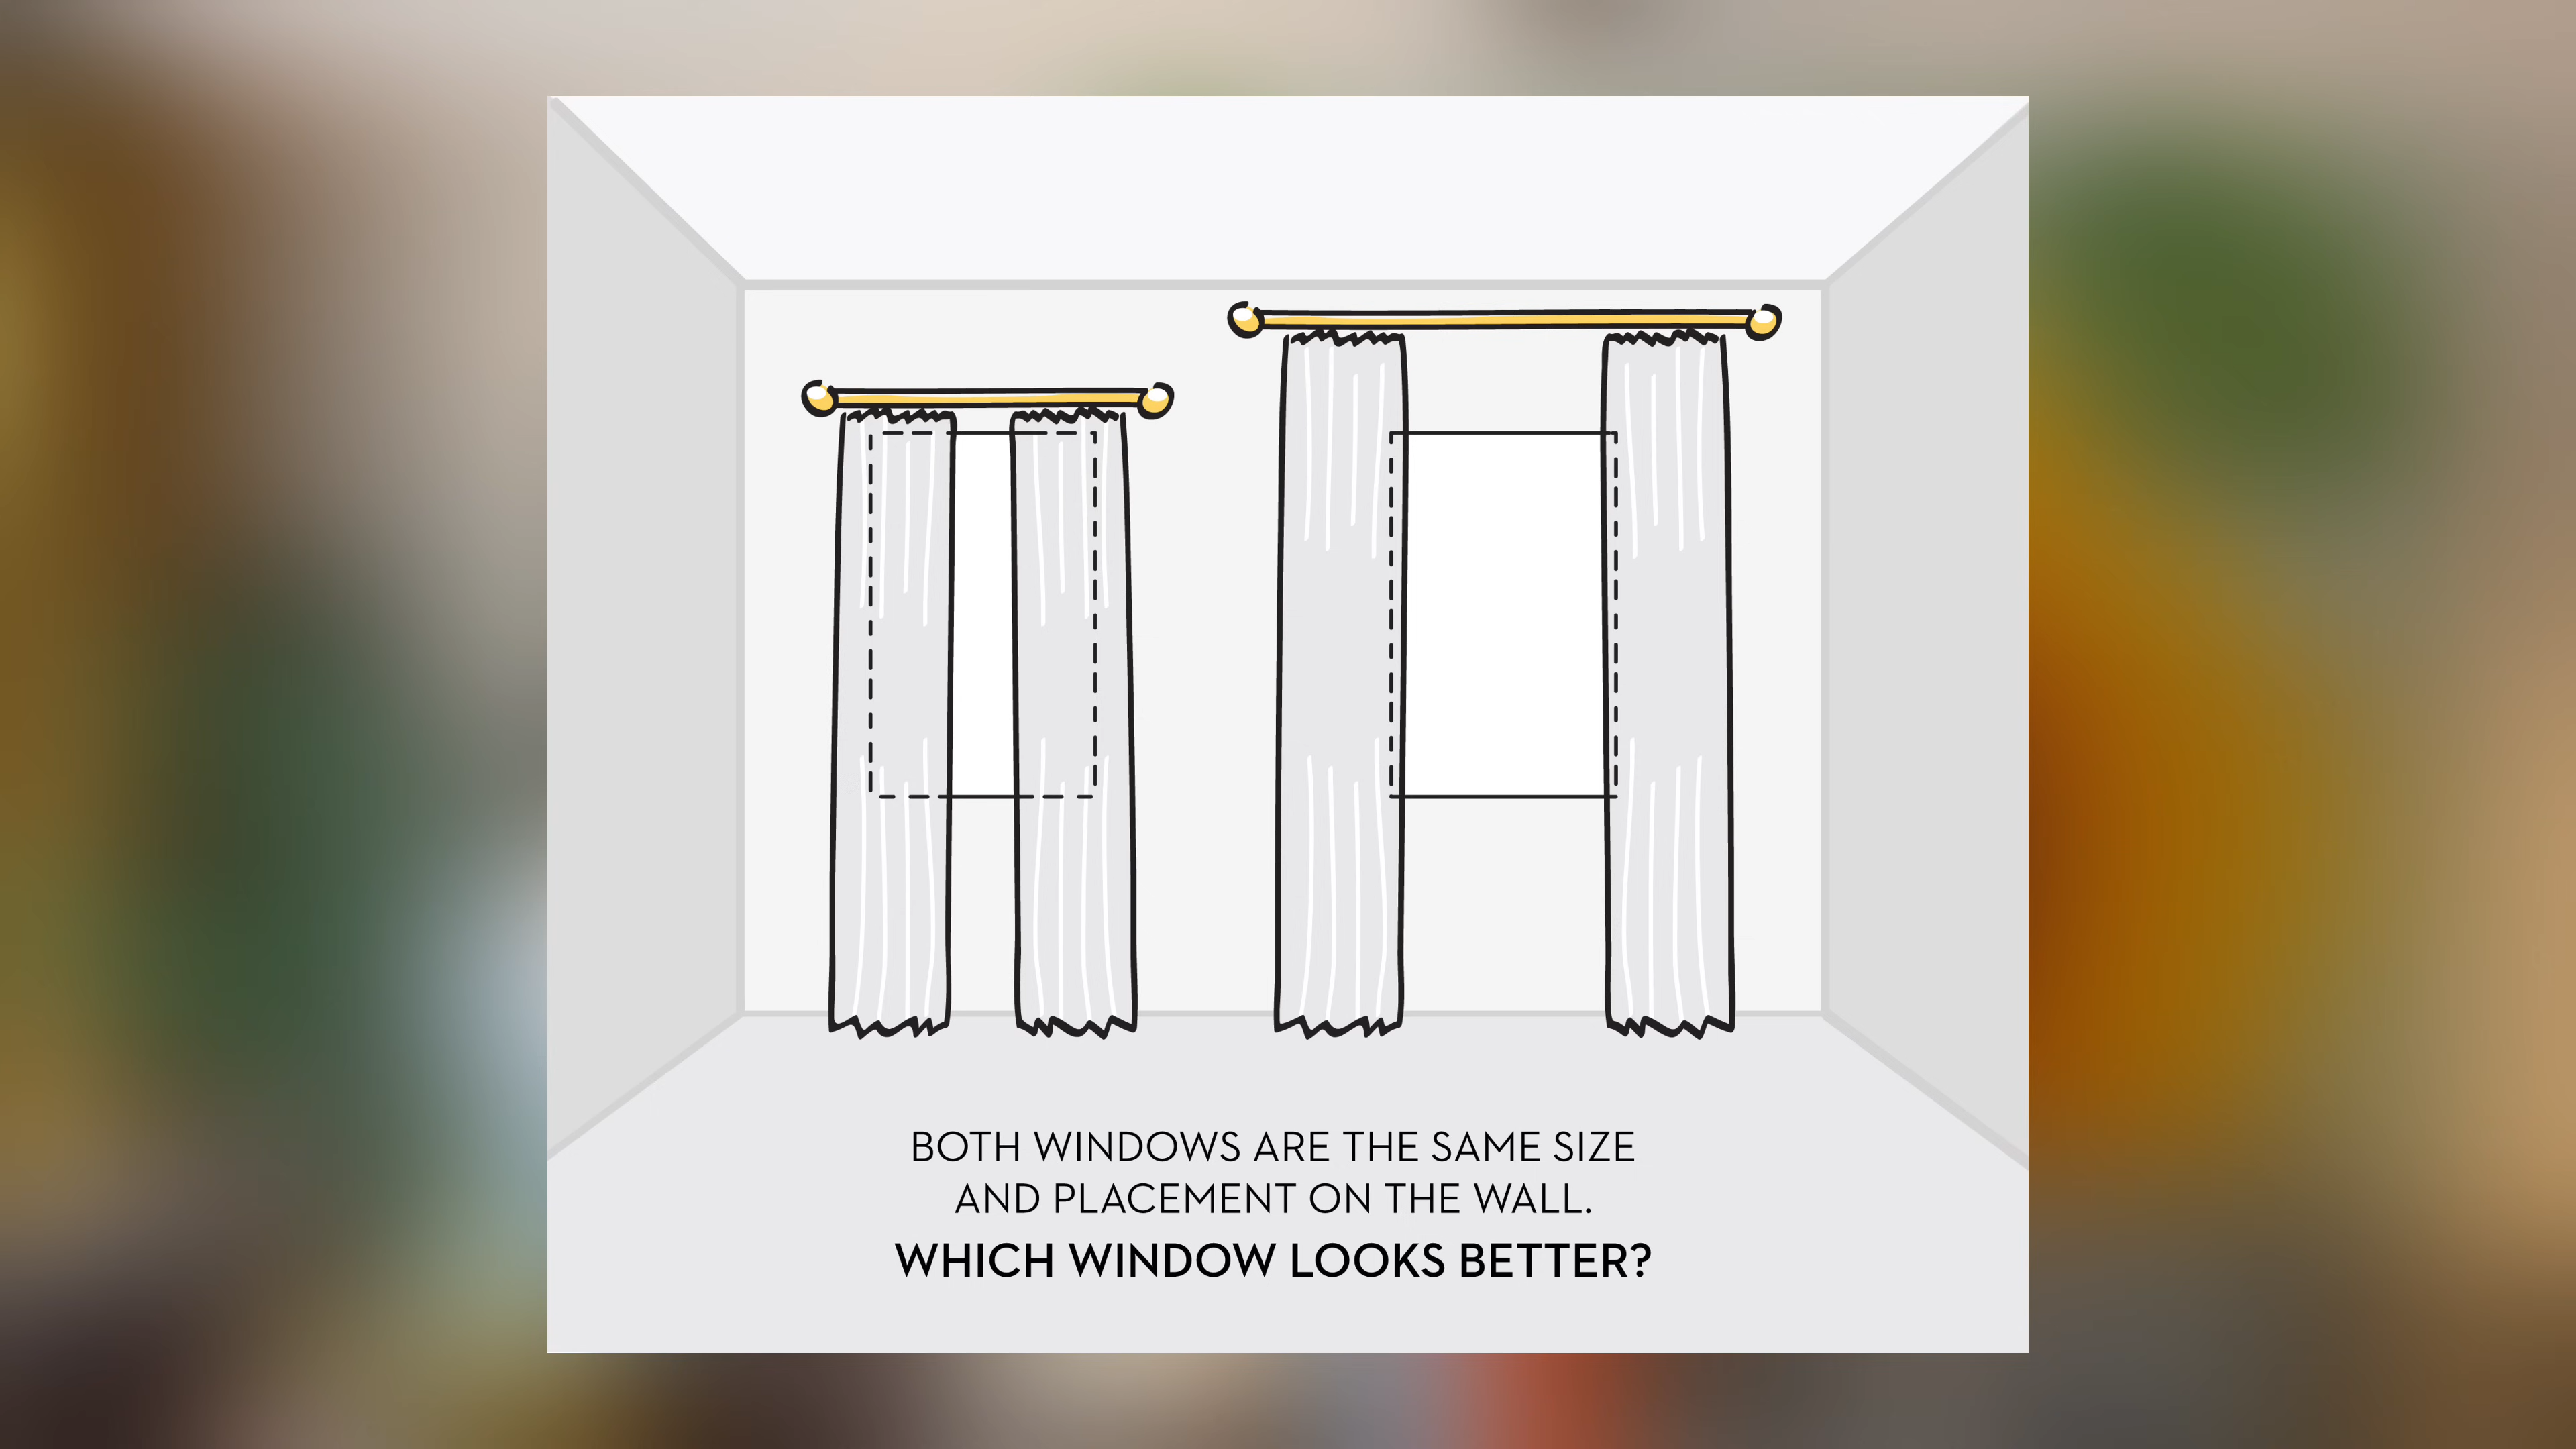 BOTH WINDOWS ARE THE SAME SIZE
AND PLACEMENT ON THE WALL.
WHICH WINDOW LOOKS BETTER?